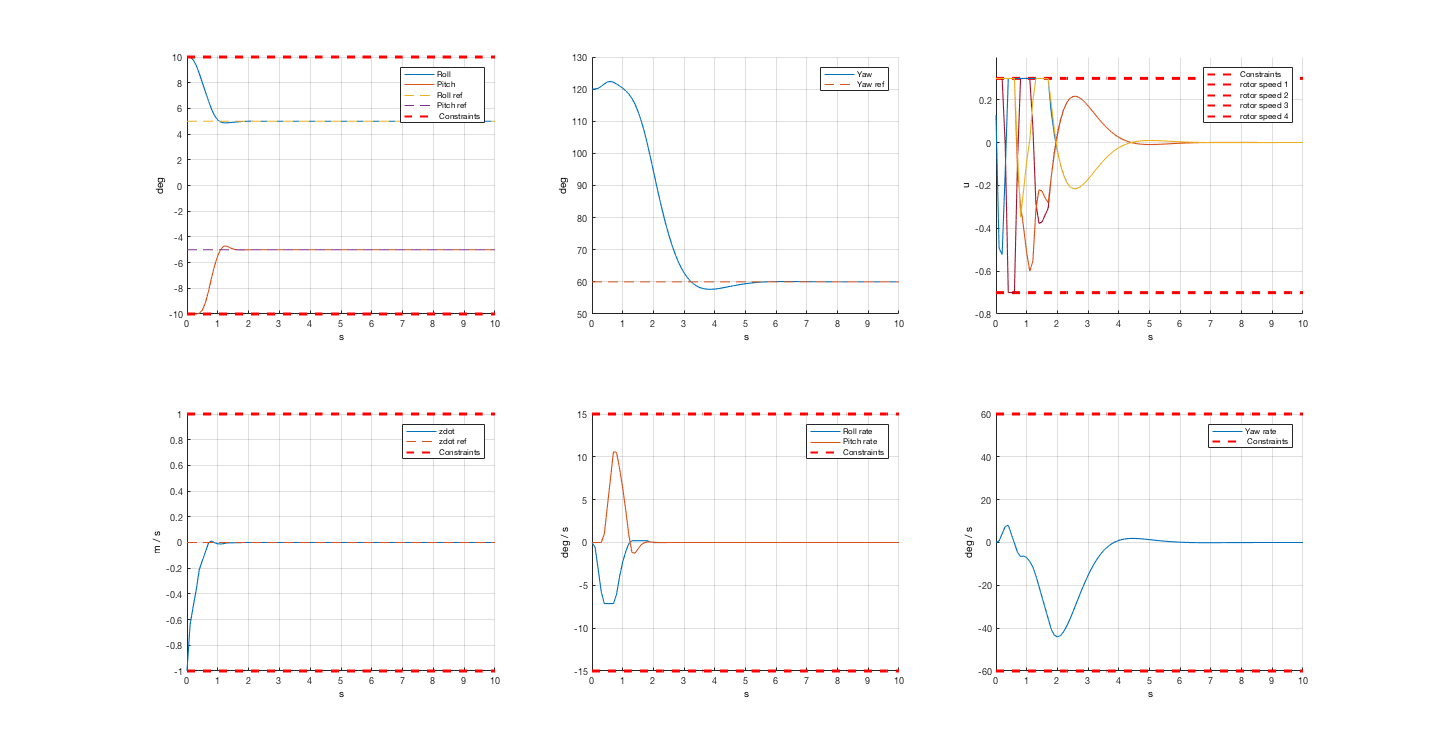 10
8
6
4
2
0
-2
-4
-6
-8
-10
deg
0 1 2 3 4 5 6 7 8 9 10
s
Roll
Pitch
Roll ref
Pitch ref
Constraints
130
120
110
100
90
80
70
60
50
deg
0 1 2 3 4 5 6 7 8 9 10
s
Yaw
Yaw ref
0.2
0
-0.2
-0.4
-0.6
-0.8
u
0 1 2 3 4 5 6 7 8 9 10
s
Constraints
rotor speed 1
rotor speed 2
rotor speed 3
rotor speed 4
1
0.8
0.6
0.4
0.2
0
-0.2
-0.4
-0.6
-0.8
-1
m / s
0 1 2 3 4 5 6 7 8 9 10
s
zdot
zdot ref
Constraints
15
10
5
0
-5
-10
-15
deg / s
0 1 2 3 4 5 6 7 8 9 10
s
Roll rate
Pitch rate
Constraints
60
40
20
0
-20
-40
-60
deg / s
0 1 2 3 4 5 6 7 8 9 10
s
Yaw rate
Constraints